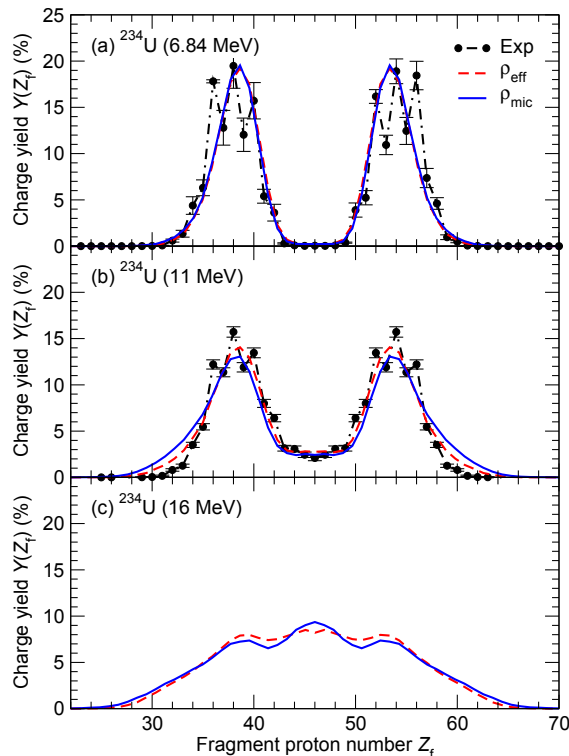 25
20
15
10
5
0
Charge yield Y(Zf) (%)
(a) ²³⁴U (6.84 MeV)
Exp
ρeff
ρmic
20
15
10
5
0
Charge yield Y(Zf) (%)
(b) ²³⁴U (11 MeV)
20
15
10
5
0
Charge yield Y(Zf) (%)
(c) ²³⁴U (16 MeV)
30 40 50 60 70
Fragment proton number Zf